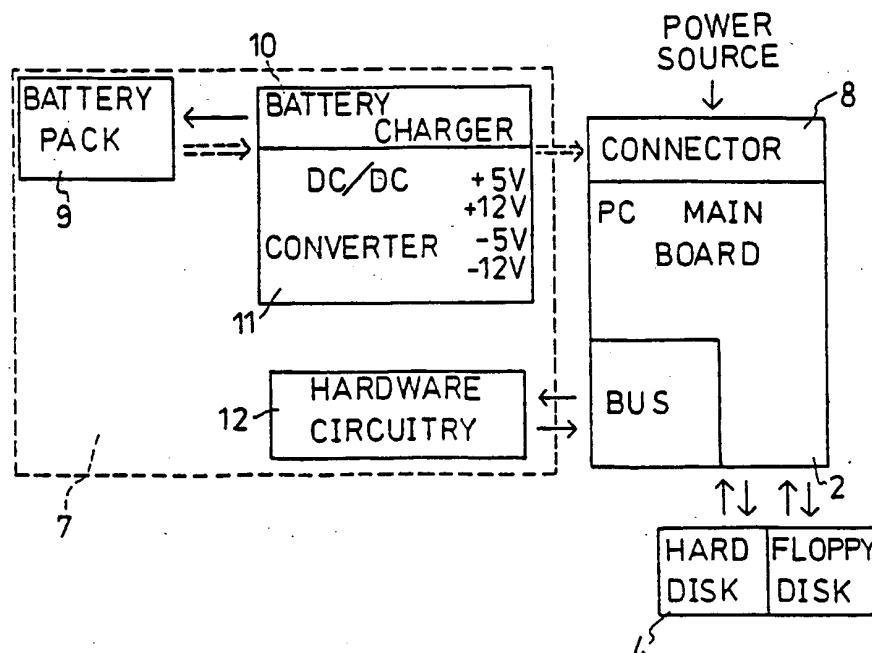 POWER
SOURCE
10
8
BATTERY
PACK
9
BATTERY
CHARGER
DC/DC
CONVERTER
+5V
+12V
-5V
-12V
11
CONNECTOR
PC MAIN
BOARD
BUS
2
HARDWARE
CIRCUITRY
12
7
HARD
DISK
FLOPPY
DISK